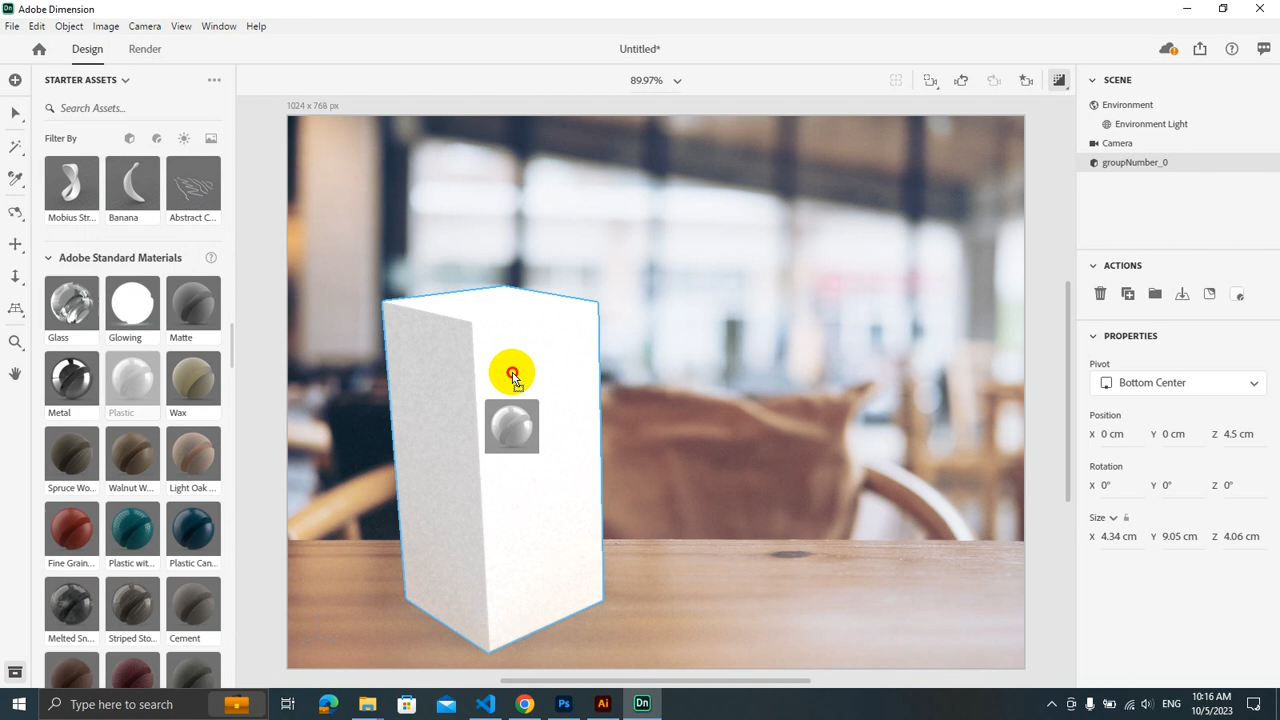 Dn Adobe Dimension
File Edit Object Image Camera View Window Help
Design Render Untitled*
STARTER ASSETS
89.97%
Search Assets...
1024 x 768 px
Filter By
Mobius Str... Banana Abstract C...
Adobe Standard Materials
Glass Glowing Matte
Metal Plastic Wax
Spruce Wo... Walnut W... Light Oak ...
Fine Grain... Plastic wit... Plastic Can...
Melted Sn... Striped Sto... Cement
SCENE
Environment
Environment Light
Camera
groupNumber_0
ACTIONS
PROPERTIES
Pivot
Bottom Center
Position
X 0 cm Y 0 cm Z 4.5 cm
Rotation
X 0° Y 0° Z 0°
Size
X 4.34 cm Y 9.05 cm Z 4.06 cm
Type here to search
Ps Ai Dn
10:16 AM
10/5/2023